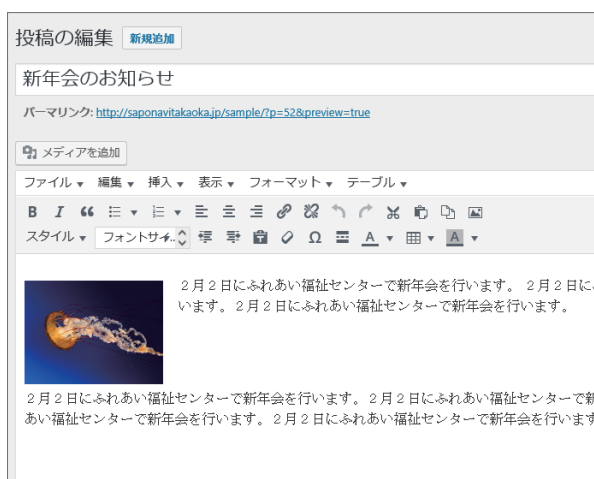 投稿の編集 新規追加
新年会のお知らせ
パーマリンク: http://saponavitakaoka.jp/sample/?p=52&preview=true
メディアを追加
ファイル 編集 挿入 表示 フォーマット テーブル
B I
スタイル フォントサイ.. Ω A A
２月２日にふれあい福祉センターで新年会を行います。 ２月２日に
います。２月２日にふれあい福祉センターで新年会を行います。
２月２日にふれあい福祉センターで新年会を行います。２月２日にふれあい福祉センターで新
あい福祉センターで新年会を行います。２月２日にふれあい福祉センターで新年会を行います